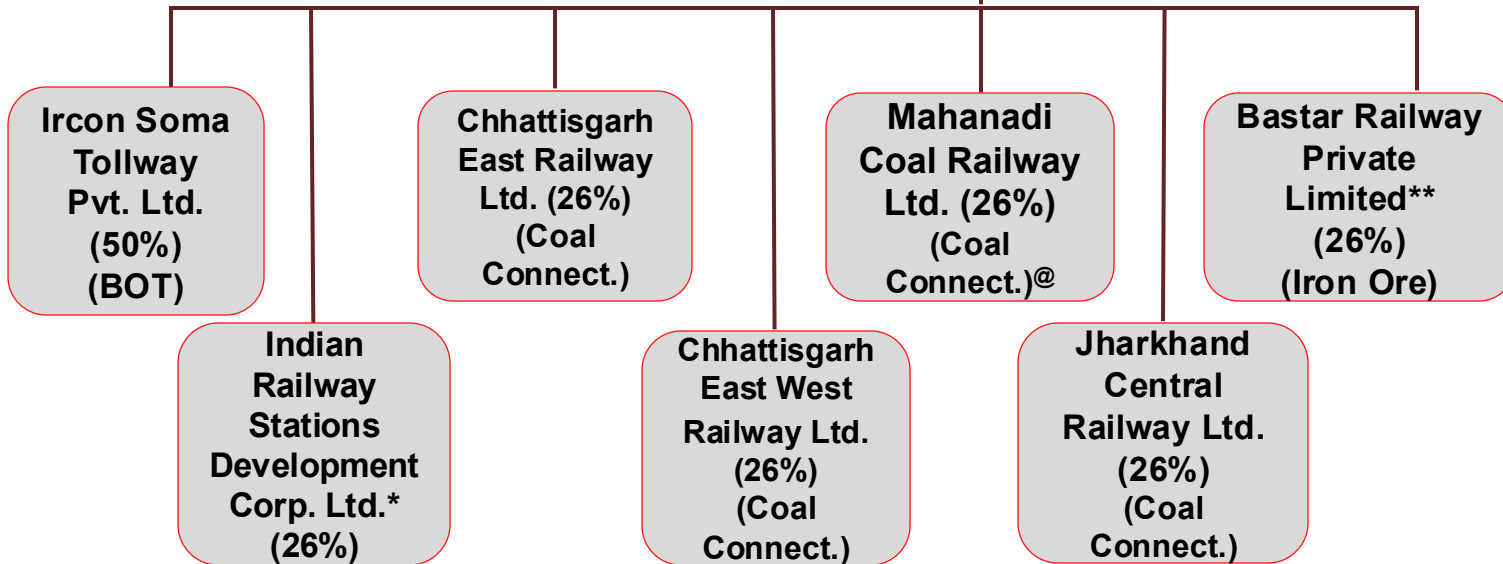 Ircon Soma
Tollway
Pvt. Ltd.
(50%)
(BOT)
Indian
Railway
Stations
Development
Corp. Ltd.*
(26%)
Chhattisgarh
East Railway
Ltd. (26%)
(Coal
Connect.)
Chhattisgarh
East West
Railway Ltd.
(26%)
(Coal
Connect.)
Mahanadi
Coal Railway
Ltd. (26%)
(Coal
Connect.)@
Jharkhand
Central
Railway Ltd.
(26%)
(Coal
Connect.)
Bastar Railway
Private
Limited**
(26%)
(Iron Ore)